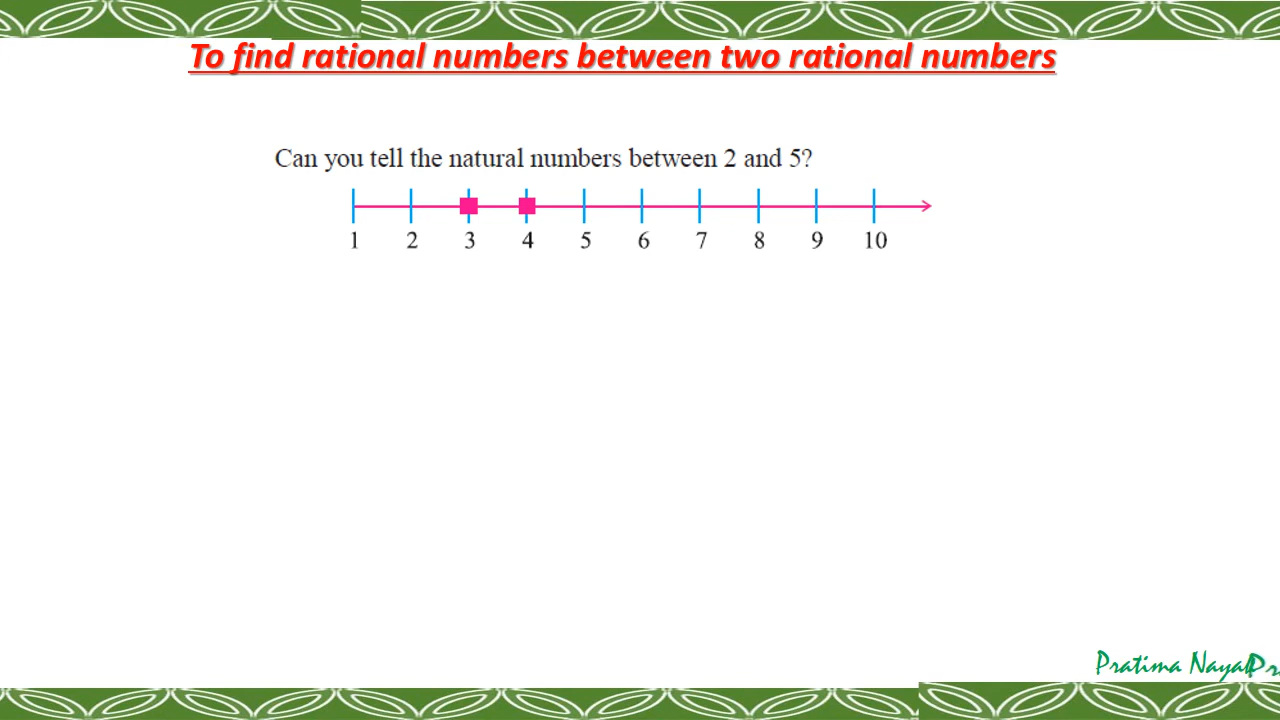 To find rational numbers between two rational numbers
Can you tell the natural numbers between 2 and 5?
1 2 3 4 5 6 7 8 9 10
Pratima